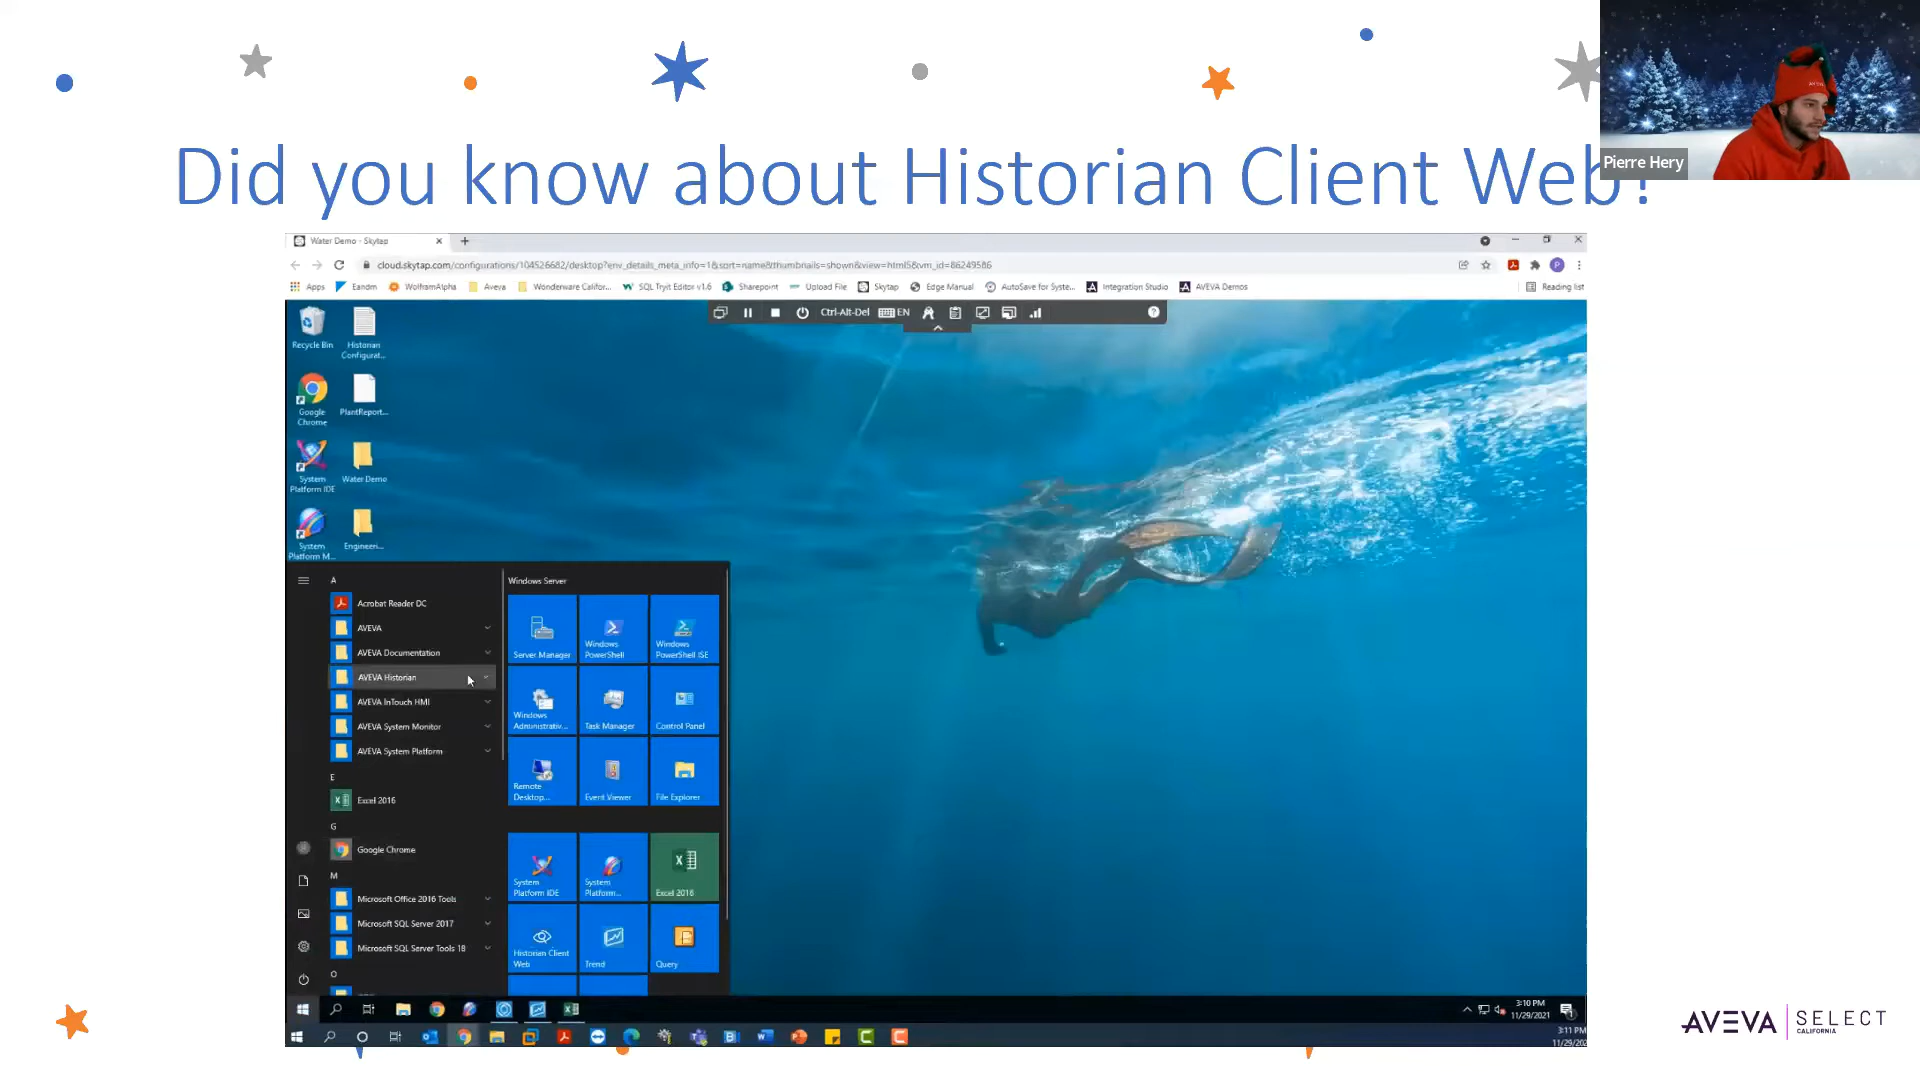 Did you know about Historian Client Web?
Pierre Hery
Water Demo - Skytap
cloud.skytap.com/configurations/104526682/desktop?env_details_meta_info=1&sort=name&thumbnails=shown&view=html5&vm_id=86249586
Apps Eandm WolframAlpha Aveva Wonderware Califor... SQL Tryit Editor v1.6 Sharepoint Upload File Skytap Edge Manual AutoSave for Syste... Integration Studio AVEVA Demos Reading list
Ctrl-Alt-Del EN
Recycle Bin
Historian
Configurat...
Google
Chrome
PlantReport...
System
Platform IDE
Water Demo
System
Platform M...
Engineeri...
A
Acrobat Reader DC
AVEVA
AVEVA Documentation
AVEVA Historian
AVEVA InTouch HMI
AVEVA System Monitor
AVEVA System Platform
E
Excel 2016
G
Google Chrome
M
Microsoft Office 2016 Tools
Microsoft SQL Server 2017
Microsoft SQL Server Tools 18
O
Windows Server
Server Manager
Windows
PowerShell
Windows
PowerShell ISE
Windows
Administrativ...
Task Manager
Control Panel
Remote
Desktop...
Event Viewer
File Explorer
System
Platform IDE
System
Platform...
Excel 2016
Historian Client
Web
Trend
Query
3:10 PM
11/29/2021
3:11 PM
11/29/202
AVEVA SELECT
CALIFORNIA